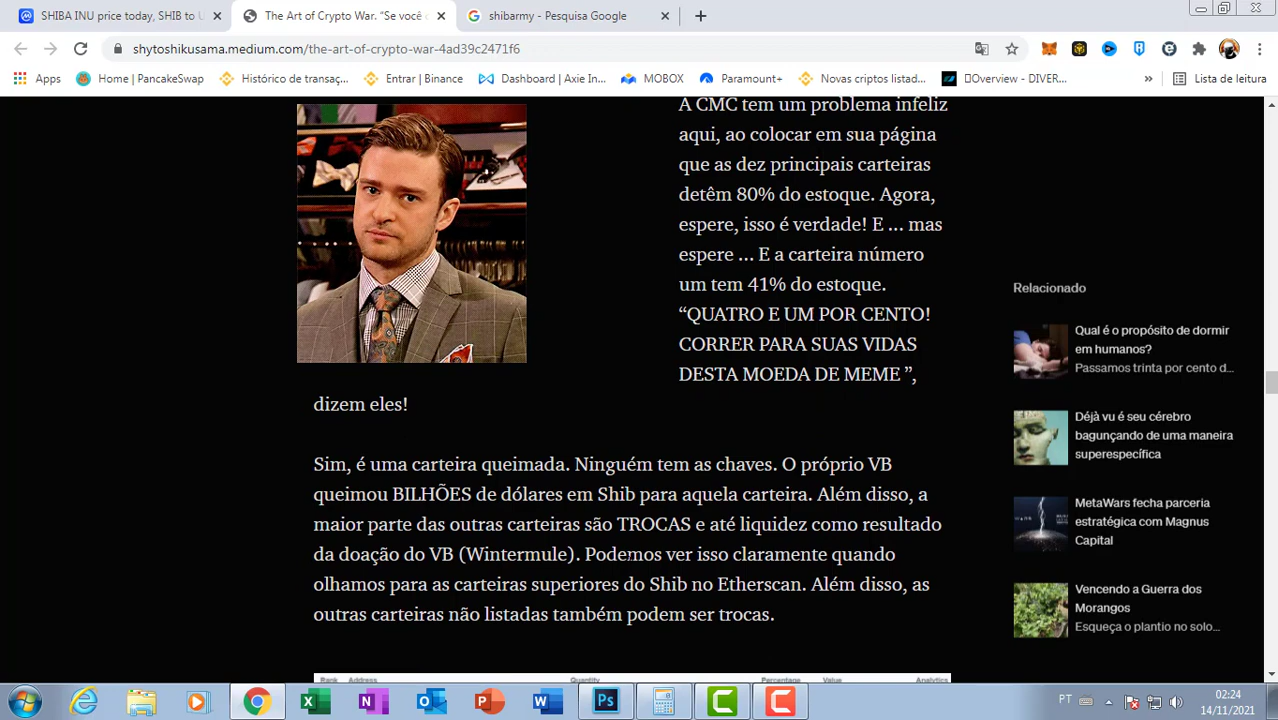 SHIBA INU price today, SHIB to U
The Art of Crypto War. “Se você
shibarmy - Pesquisa Google
shytoshikusama.medium.com/the-art-of-crypto-war-4ad39c2471f6
Apps
Home | PancakeSwap
Histórico de transaç...
Entrar | Binance
Dashboard | Axie In...
MOBOX
Paramount+
Novas criptos listad...
Overview - DIVER...
»
Lista de leitura
A CMC tem um problema infeliz
aqui, ao colocar em sua página
que as dez principais carteiras
detêm 80% do estoque. Agora,
espere, isso é verdade! E ... mas
espere ... E a carteira número
um tem 41% do estoque.
“QUATRO E UM POR CENTO!
CORRER PARA SUAS VIDAS
DESTA MOEDA DE MEME ”,
dizem eles!
Sim, é uma carteira queimada. Ninguém tem as chaves. O próprio VB
queimou BILHÕES de dólares em Shib para aquela carteira. Além disso, a
maior parte das outras carteiras são TROCAS e até liquidez como resultado
da doação do VB (Wintermule). Podemos ver isso claramente quando
olhamos para as carteiras superiores do Shib no Etherscan. Além disso, as
outras carteiras não listadas também podem ser trocas.
Rank Address Quantity Percentage Value Analytics
Relacionado
Qual é o propósito de dormir
em humanos?
Passamos trinta por cento d...
Déjà vu é seu cérebro
bagunçando de uma maneira
superespecífica
MetaWars fecha parceria
estratégica com Magnus
Capital
Vencendo a Guerra dos
Morangos
Esqueça o plantio no solo...
PT
02:24
14/11/2021